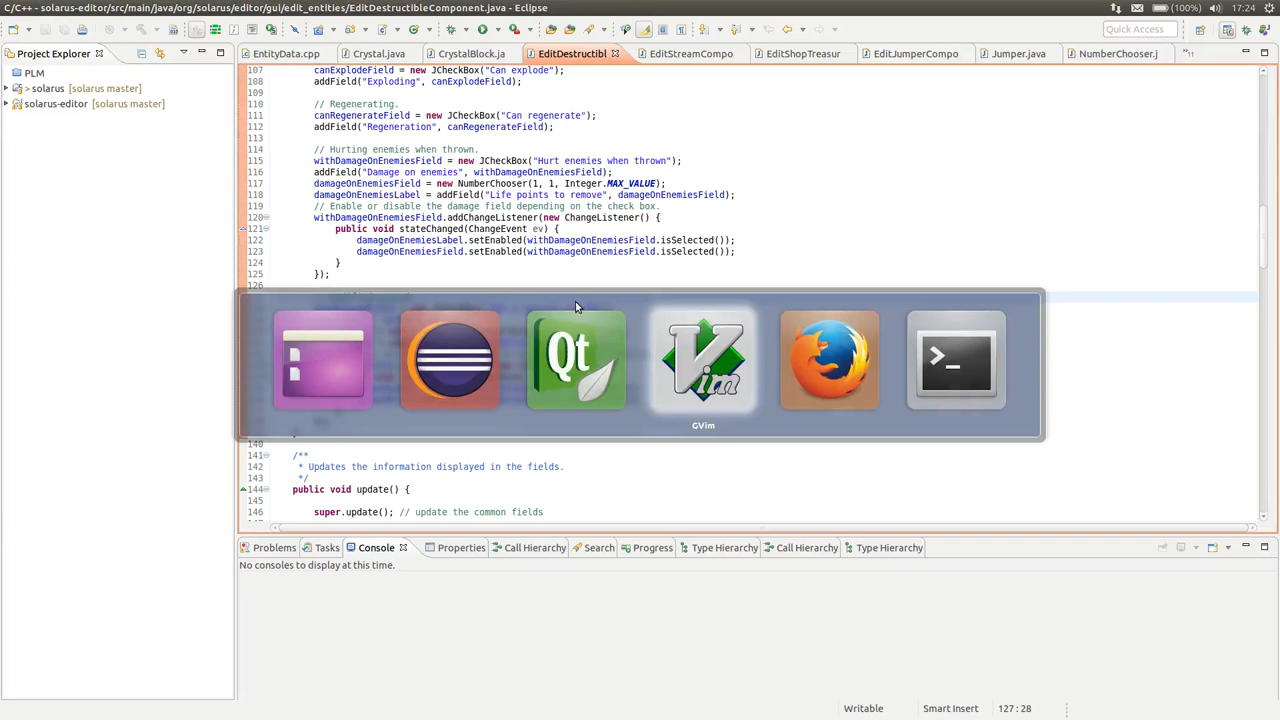 C/C++ - solarus-editor/src/main/java/org/solarus/editor/gui/edit_entities/EditDestructibleComponent.java - Eclipse
(100%)
17:24
Quick Access
Project Explorer
EntityData.cpp
Crystal.java
CrystalBlock.ja
EditDestructibl
EditStreamCompo
EditShopTreasur
EditJumperCompo
Jumper.java
NumberChooser.j
»11
PLM
> solarus [solarus master]
solarus-editor [solarus master]
107 canExplodeField = new JCheckBox("Can explode");
108 addField("Exploding", canExplodeField);
109
110 // Regenerating.
111 canRegenerateField = new JCheckBox("Can regenerate");
112 addField("Regeneration", canRegenerateField);
113
114 // Hurting enemies when thrown.
115 withDamageOnEnemiesField = new JCheckBox("Hurt enemies when thrown");
116 addField("Damage on enemies", withDamageOnEnemiesField);
117 damageOnEnemiesField = new NumberChooser(1, 1, Integer.MAX_VALUE);
118 damageOnEnemiesLabel = addField("Life points to remove", damageOnEnemiesField);
119 // Enable or disable the damage field depending on the check box.
120 withDamageOnEnemiesField.addChangeListener(new ChangeListener() {
121 public void stateChanged(ChangeEvent ev) {
122 damageOnEnemiesLabel.setEnabled(withDamageOnEnemiesField.isSelected());
123 damageOnEnemiesField.setEnabled(withDamageOnEnemiesField.isSelected());
124 }
125 });
126
Qt
Vim
GVim
140
141 /**
142 * Updates the information displayed in the fields.
143 */
144 public void update() {
145
146 super.update(); // update the common fields
Problems
Tasks
Console
Properties
Call Hierarchy
Search
Progress
Type Hierarchy
Call Hierarchy
Type Hierarchy
No consoles to display at this time.
Writable
Smart Insert
127 : 28